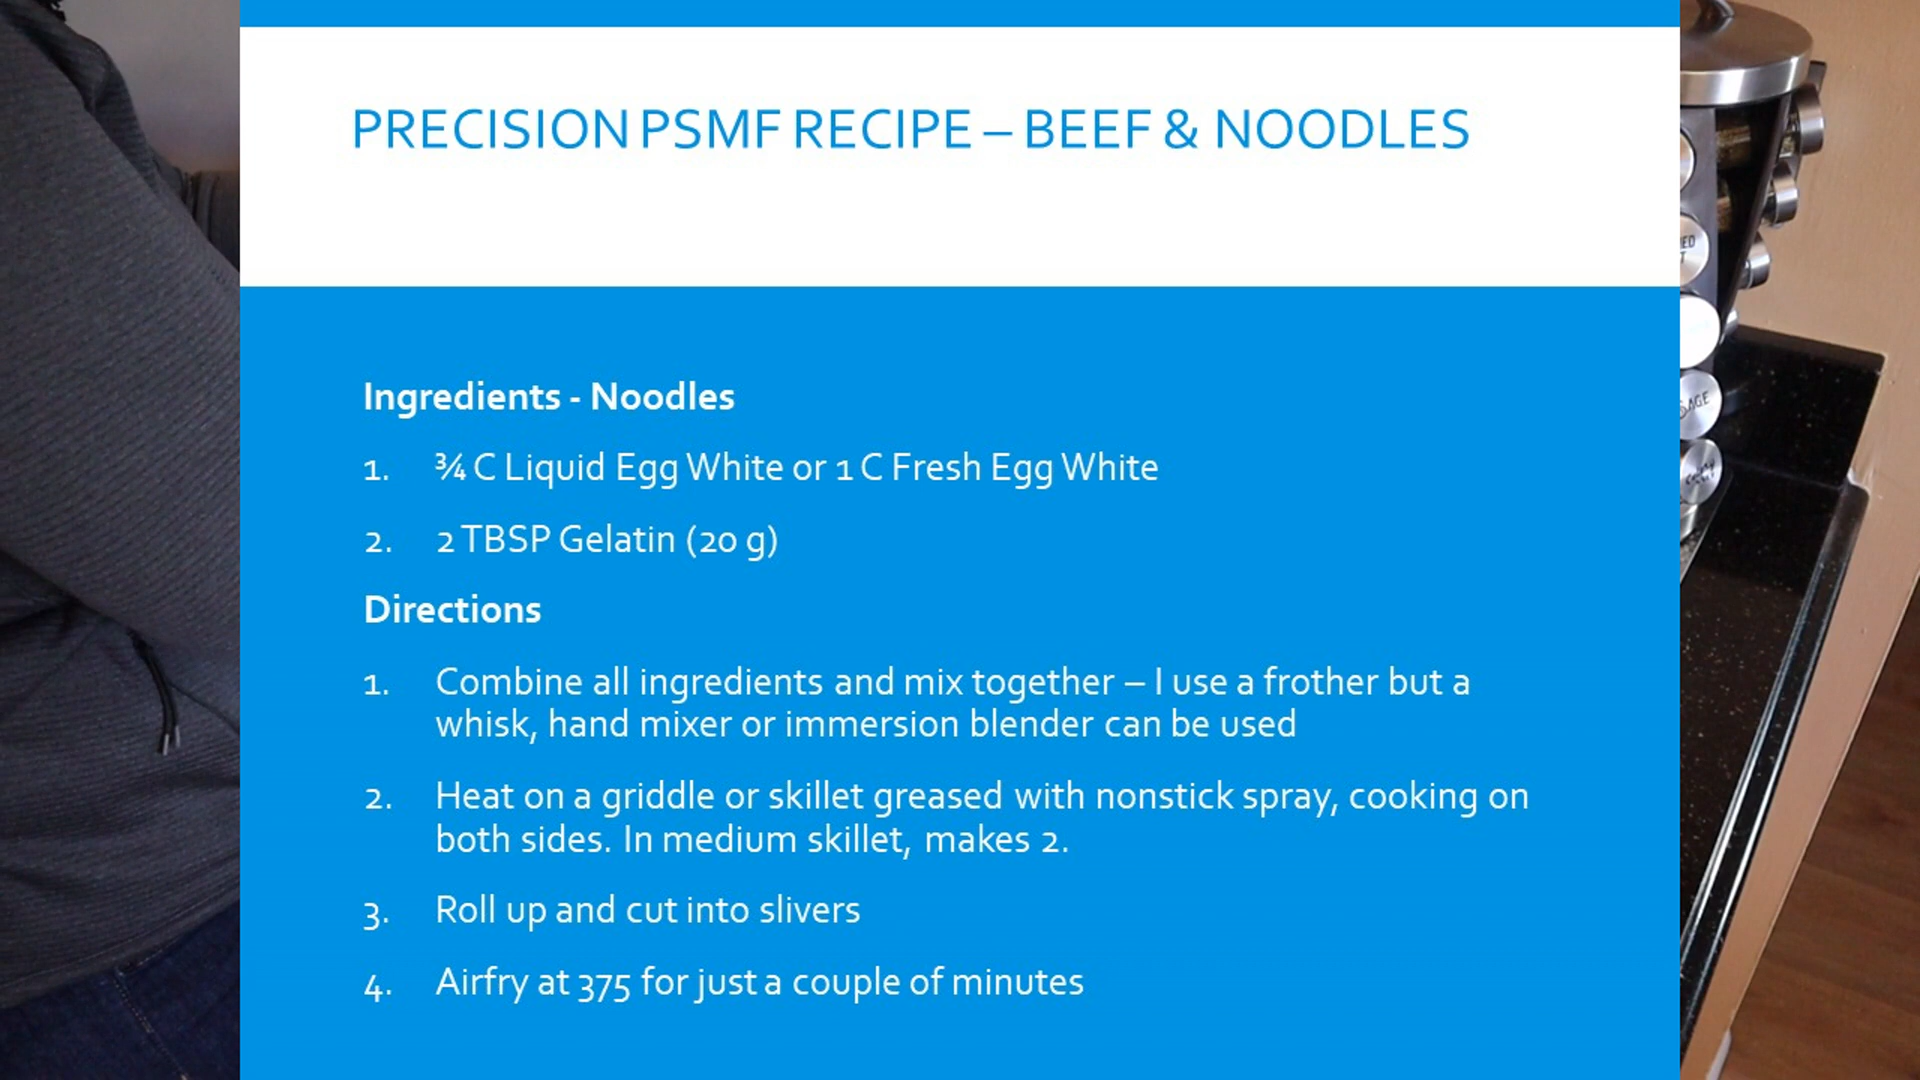 PRECISION PSMF RECIPE – BEEF & NOODLES
Ingredients - Noodles
1. ¾ C Liquid Egg White or 1 C Fresh Egg White
2. 2 TBSP Gelatin (20 g)
Directions
1. Combine all ingredients and mix together – I use a frother but a
whisk, hand mixer or immersion blender can be used
2. Heat on a griddle or skillet greased with nonstick spray, cooking on
both sides. In medium skillet, makes 2.
3. Roll up and cut into slivers
4. Airfry at 375 for just a couple of minutes
SAGE